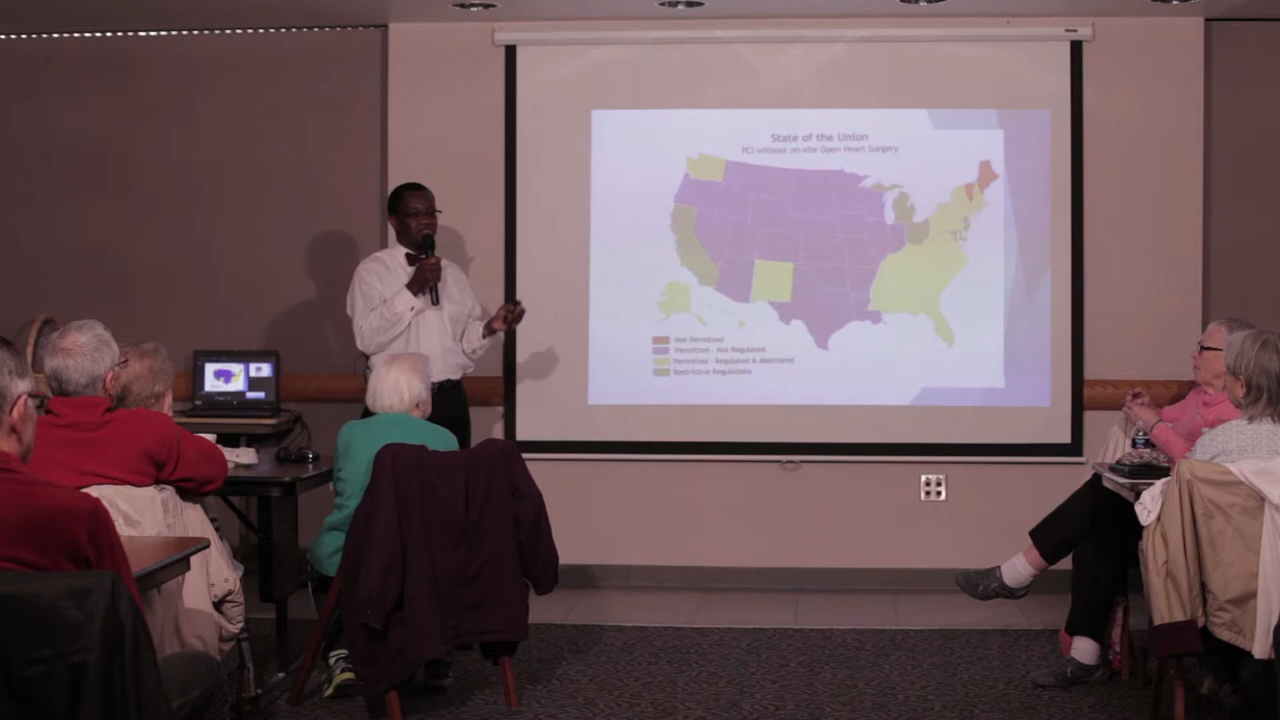 State of the Union
PCI without on-site Open Heart Surgery
Not Permitted
Permitted - Not Regulated
Permitted - Regulated & Monitored
Restrictive Regulations